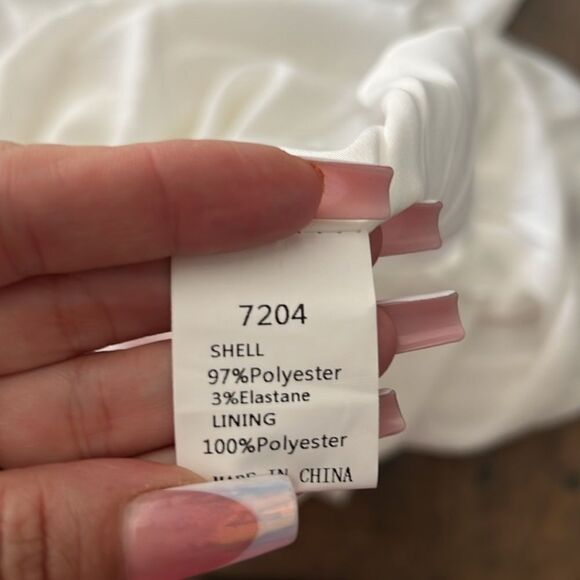 7204
SHELL
97%Polyester
3%Elastane
LINING
100%Polyester
MADE IN CHINA